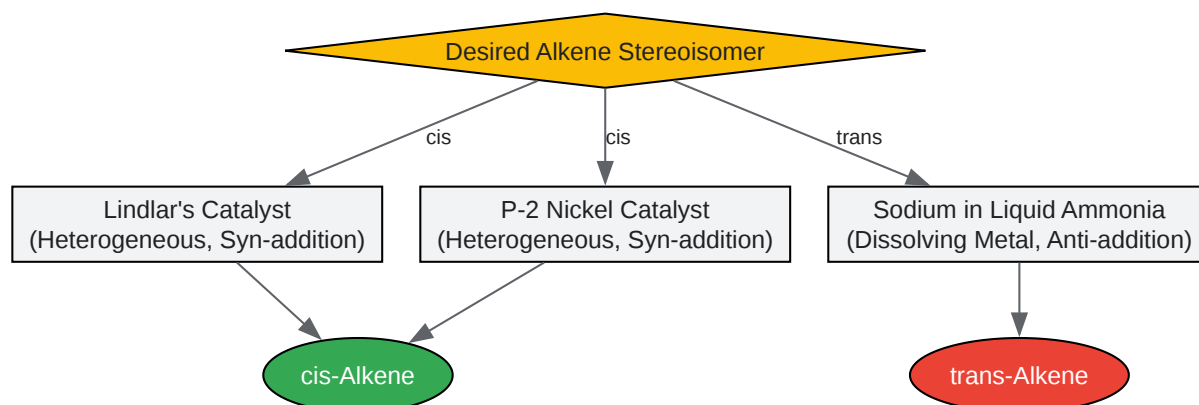 Desired Alkene Stereoisomer
cis
cis
trans
Lindlar's Catalyst
(Heterogeneous, Syn-addition)
P-2 Nickel Catalyst
(Heterogeneous, Syn-addition)
Sodium in Liquid Ammonia
(Dissolving Metal, Anti-addition)
cis-Alkene
trans-Alkene